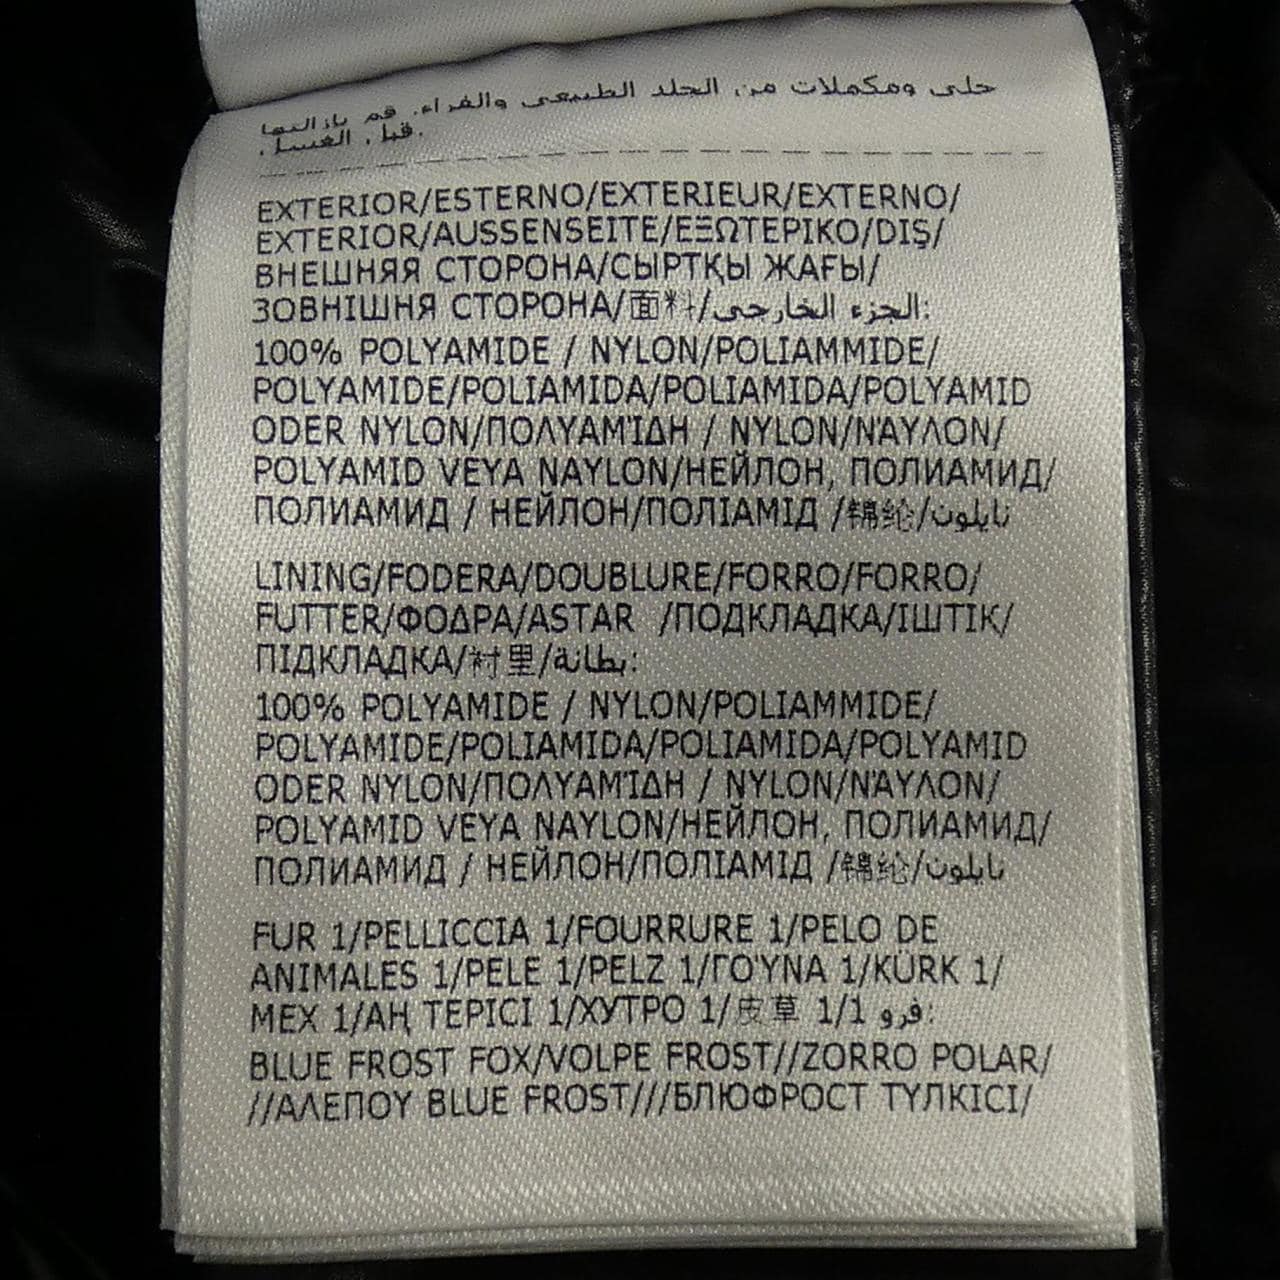 حلى ومكملات من الجلد الطبيعي والفراء. قم بازالتها
قبل الغسل.
EXTERIOR/ESTERNO/EXTERIEUR/EXTERNO/
EXTERIOR/AUSSENSEITE/ΕΞΩΤΕΡΙΚΟ/DIŞ/
ВНЕШНЯЯ СТОРОНА/СЫРТҚЫ ЖАҒЫ/
ЗОВНІШНЯ СТОРОНА/面料/الجزء الخارجي:
100% POLYAMIDE / NYLON/POLIAMMIDE/
POLYAMIDE/POLIAMIDA/POLIAMIDA/POLYAMID
ODER NYLON/ΠΟΛΥΑΜΊΔΗ / NYLON/ΝΆΥΛΟΝ/
POLYAMID VEYA NAYLON/НЕЙЛОН, ПОЛИАМИД/
ПОЛИАМИД / НЕЙЛОН/ПОЛІАМІД /锦纶/نايلون
LINING/FODERA/DOUBLURE/FORRO/FORRO/
FUTTER/ΦΟΔΡΑ/ASTAR /ПОДКЛАДКА/ІШТІК/
ПІДКЛАДКА/衬里/بطانة:
100% POLYAMIDE / NYLON/POLIAMMIDE/
POLYAMIDE/POLIAMIDA/POLIAMIDA/POLYAMID
ODER NYLON/ΠΟΛΥΑΜΊΔΗ / NYLON/ΝΆΥΛΟΝ/
POLYAMID VEYA NAYLON/НЕЙЛОН, ПОЛИАМИД/
ПОЛИАМИД / НЕЙЛОН/ПОЛІАМІД /锦纶/نايلون
FUR 1/PELLICCIA 1/FOURRURE 1/PELO DE
ANIMALES 1/PELE 1/PELZ 1/ΓΟΎΝΑ 1/KÜRK 1/
МЕХ 1/АҢ ТЕРІСІ 1/ХУТРО 1/皮草 1/1 فرو:
BLUE FROST FOX/VOLPE FROST//ZORRO POLAR/
//ΑΛΕΠΟΥ BLUE FROST///БЛЮФРОСТ ТҮЛКІСІ/